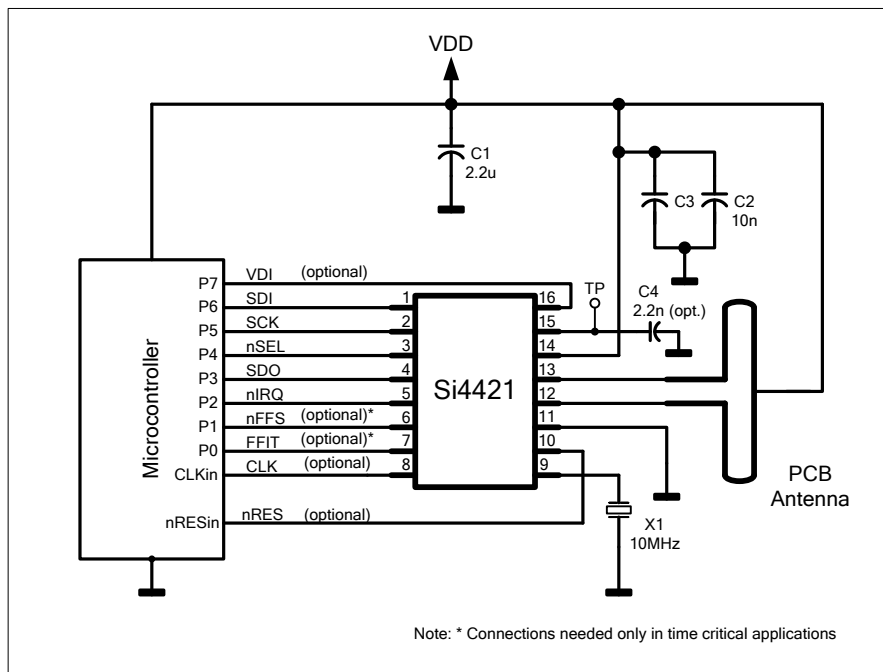 VDD
C1
2.2u
C3
C2
10n
Microcontroller
P7 VDI (optional) 16
P6 SDI 1
P5 SCK 2 15
P4 nSEL 3 14
P3 SDO 4 13
P2 nIRQ 5 12
P1 nFFS (optional)* 6 11
P0 FFIT (optional)* 7 10
CLKin CLK (optional) 8 9
nRESin nRES (optional)
Si4421
TP
C4
2.2n (opt.)
PCB
Antenna
X1
10MHz
Note: * Connections needed only in time critical applications